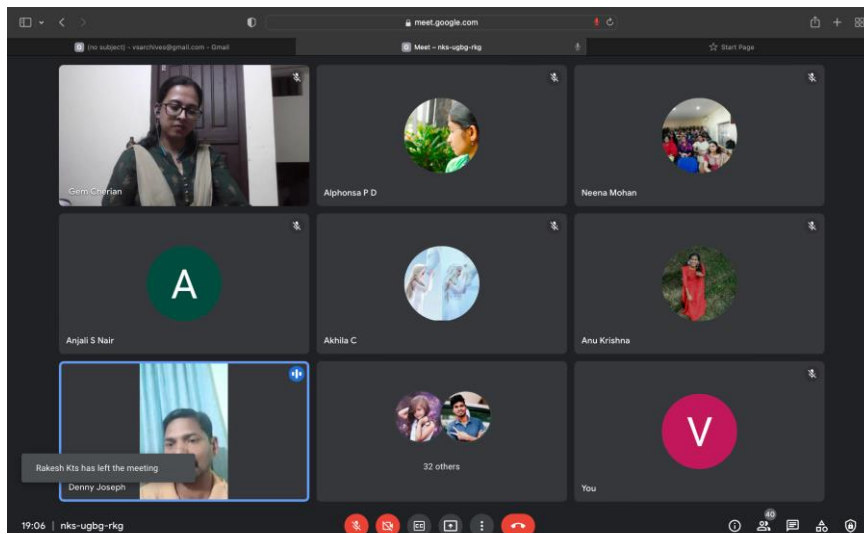 meet.google.com
G (no subject) - vsarchives@gmail.com - Gmail
G Meet – nks-ugbg-rkg
Start Page
Gem Cherian
Alphonsa P D
Neena Mohan
A
Anjali S Nair
Akhila C
Anu Krishna
Rakesh Kts has left the meeting
Denny Joseph
32 others
V
You
19:06 | nks-ugbg-rkg
CC
40